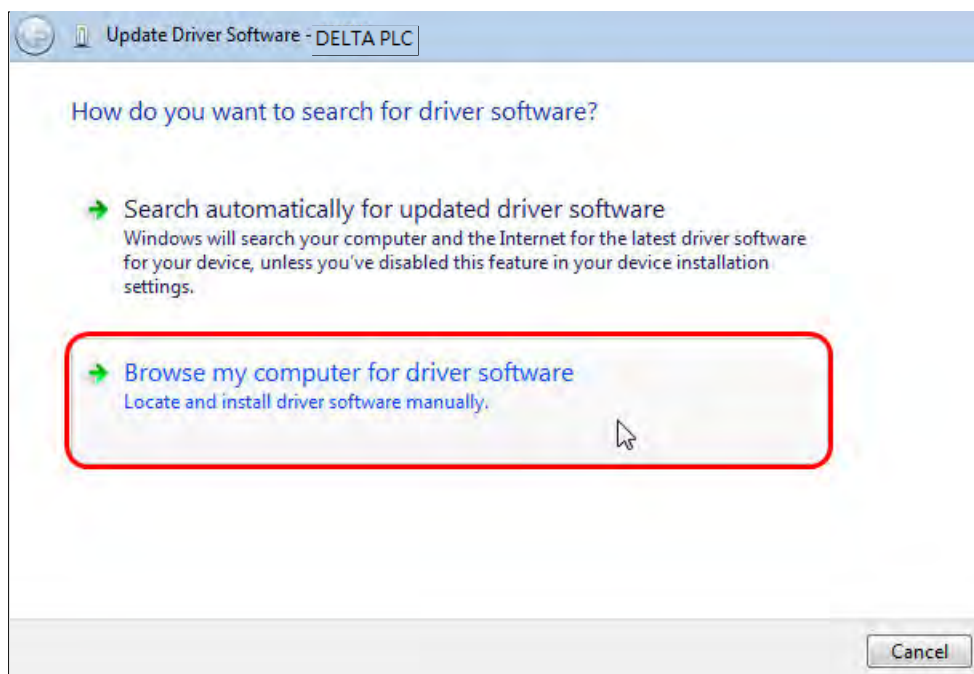 Update Driver Software - DELTA PLC
How do you want to search for driver software?
Search automatically for updated driver software
Windows will search your computer and the Internet for the latest driver software
for your device, unless you've disabled this feature in your device installation
settings.
Browse my computer for driver software
Locate and install driver software manually.
Cancel